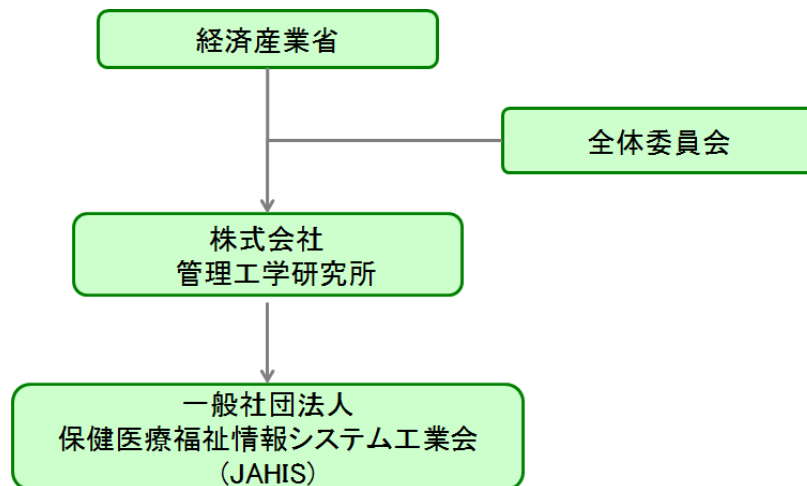 経済産業省
全体委員会
株式会社
管理工学研究所
一般社団法人
保健医療福祉情報システム工業会
(JAHIS)